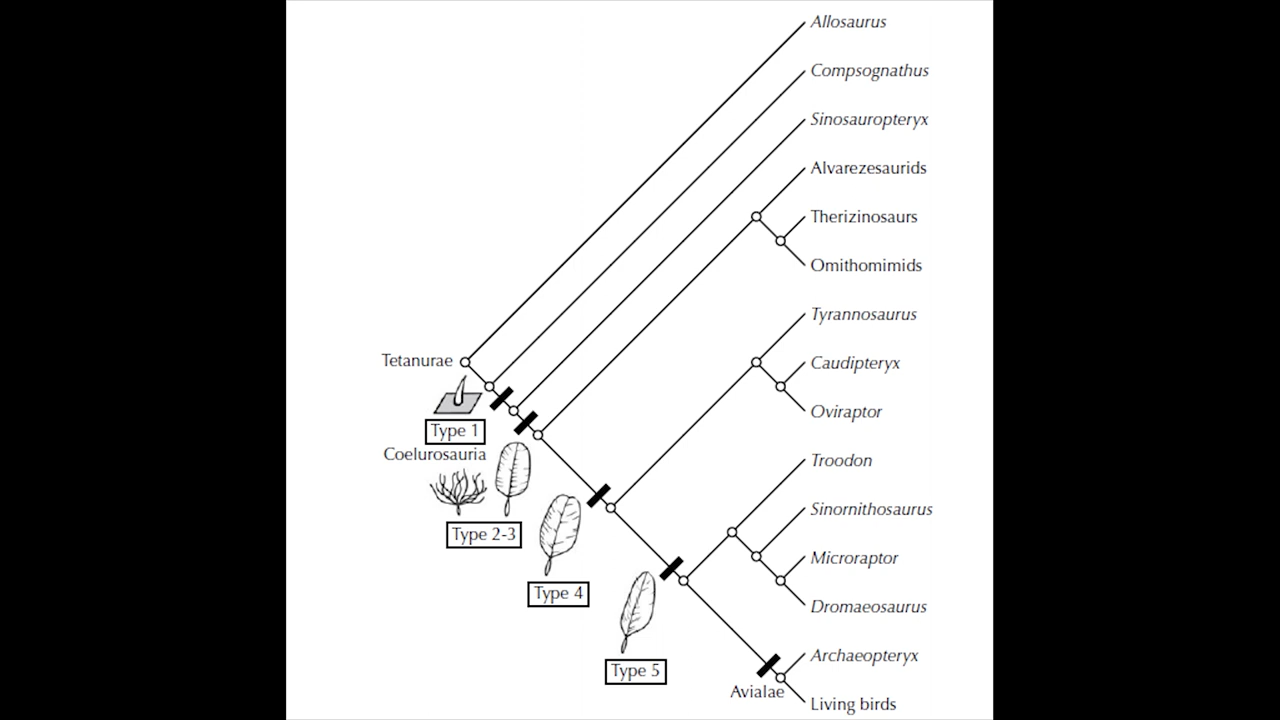 Allosaurus
Compsognathus
Sinosauropteryx
Alvarezesaurids
Therizinosaurs
Omithomimids
Tyrannosaurus
Tetanurae
Caudipteryx
Oviraptor
Type 1
Coelurosauria
Troodon
Sinornithosaurus
Type 2-3
Microraptor
Type 4
Dromaeosaurus
Archaeopteryx
Type 5
Avialae
Living birds